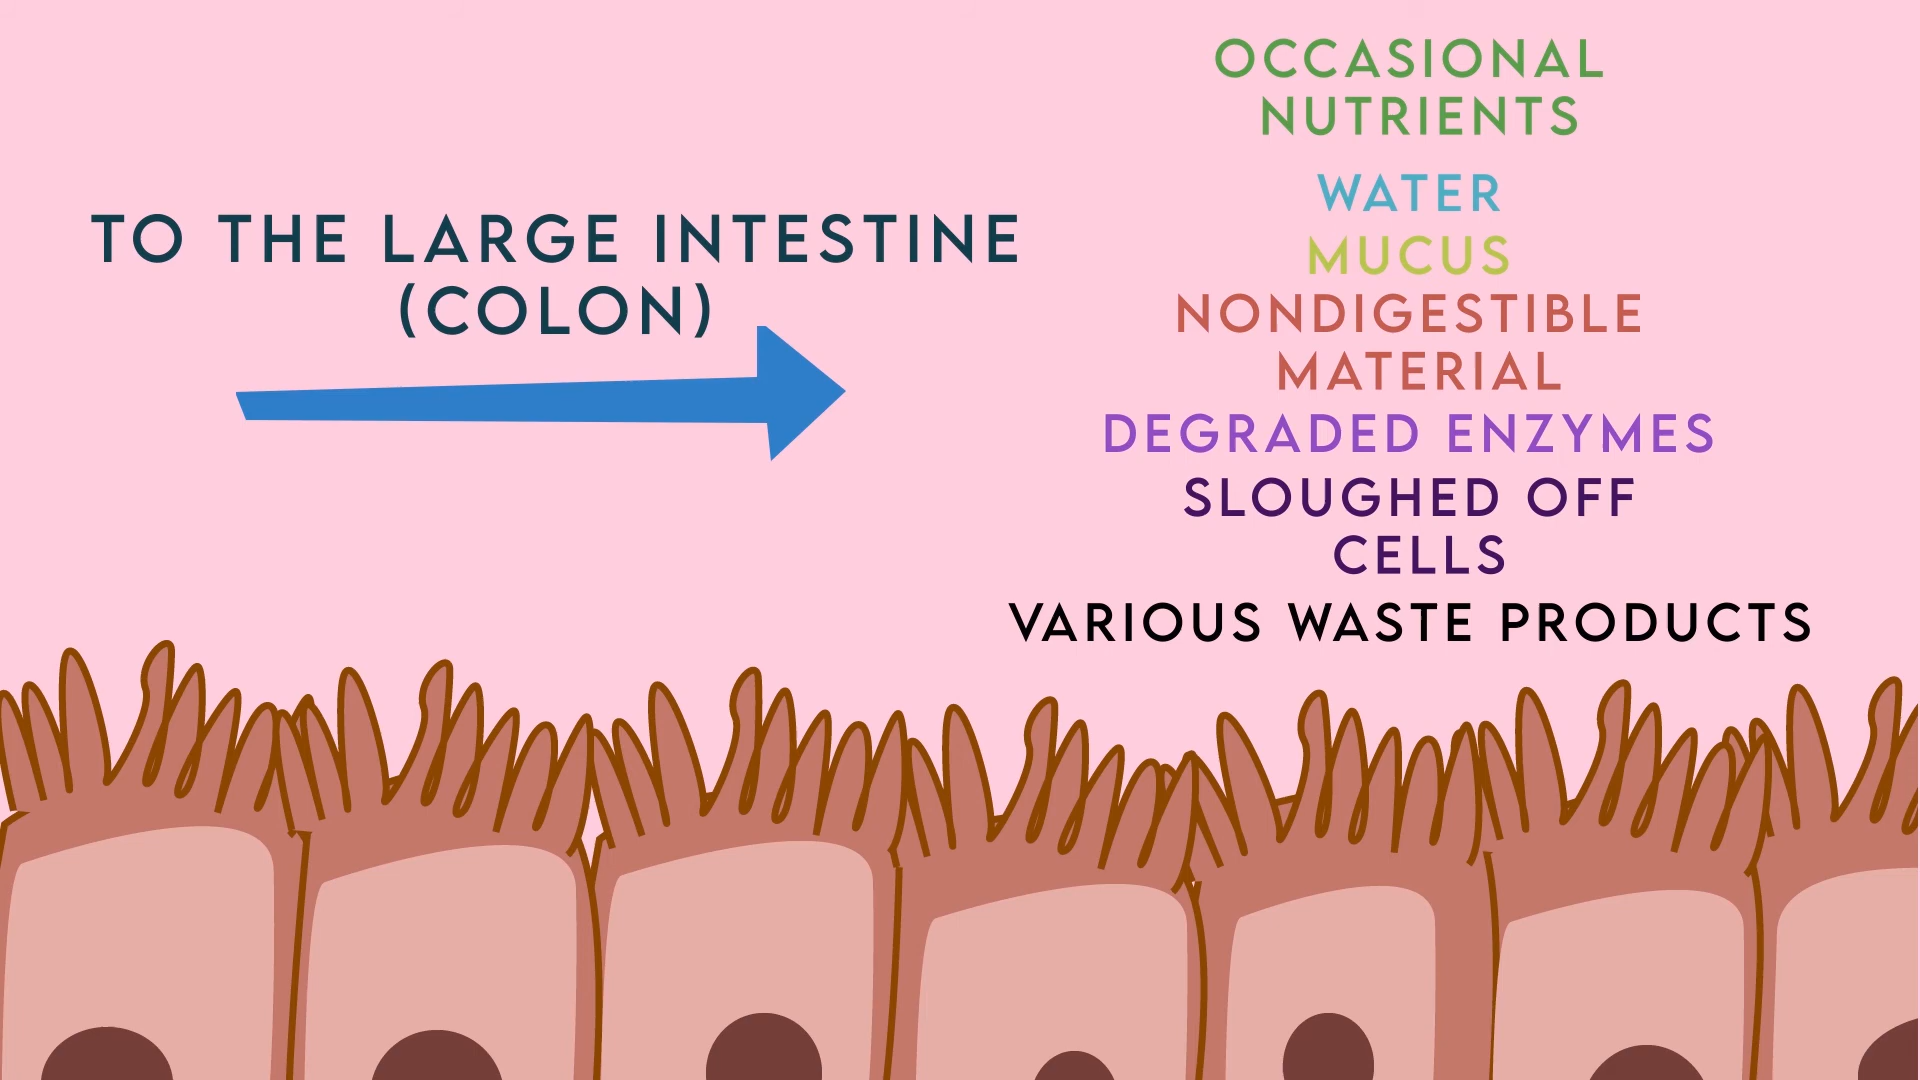 TO THE LARGE INTESTINE
(COLON)
OCCASIONAL
NUTRIENTS
WATER
MUCUS
NONDIGESTIBLE
MATERIAL
DEGRADED ENZYMES
SLOUGHED OFF
CELLS
VARIOUS WASTE PRODUCTS